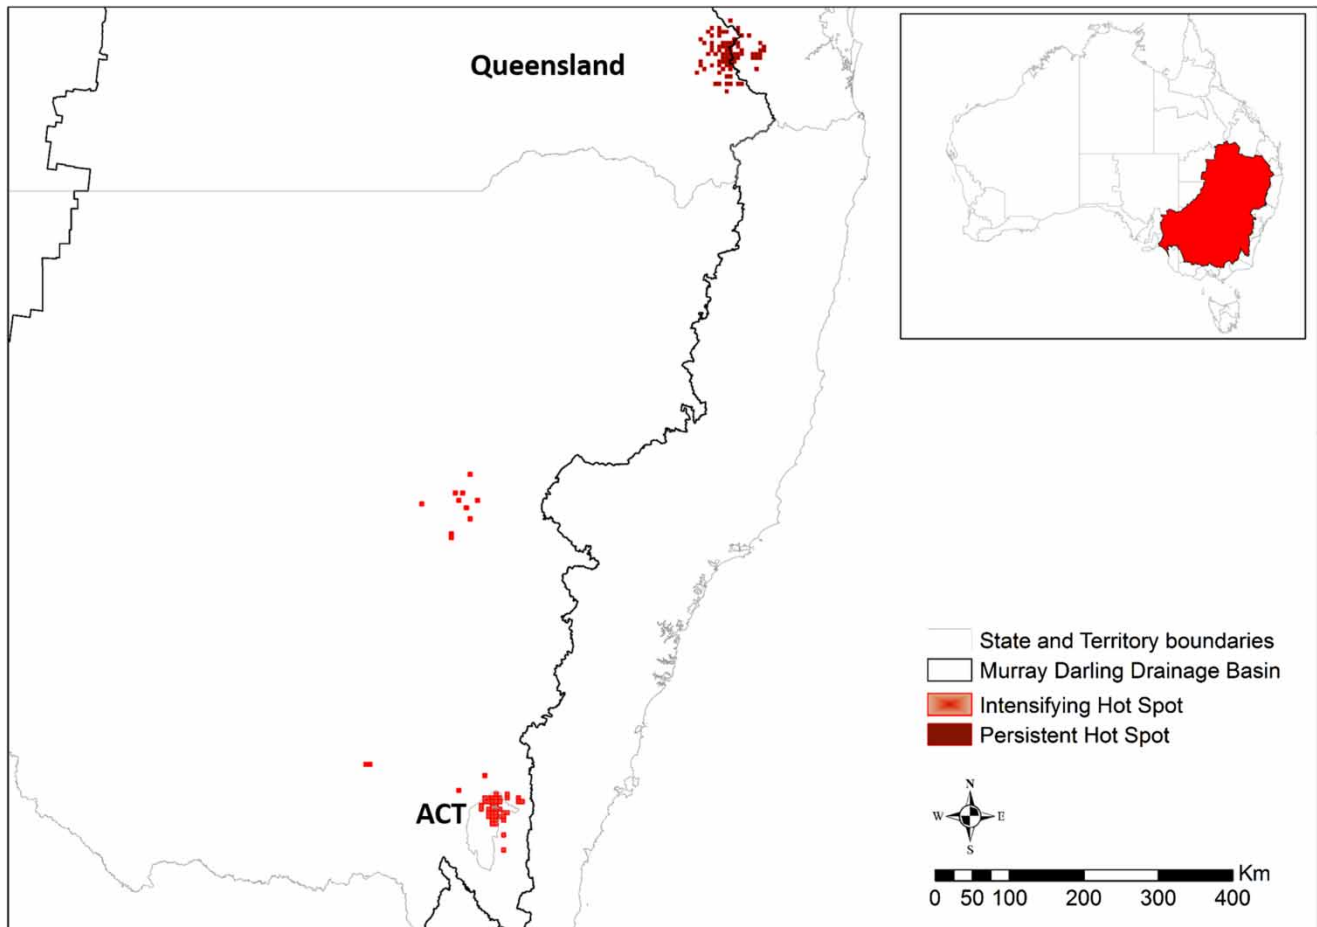 Queensland
ACT
State and Territory boundaries
Murray Darling Drainage Basin
Intensifying Hot Spot
Persistent Hot Spot
N
W E
S
Km
0 50 100 200 300 400